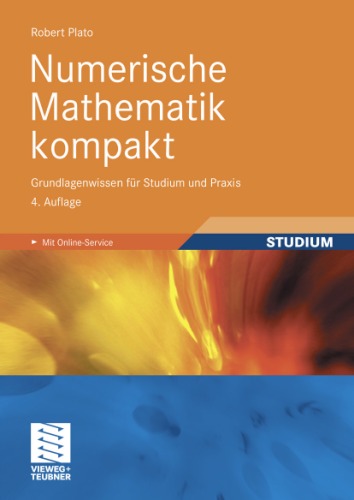 Robert Plato
Numerische
Mathematik
kompakt
Grundlagenwissen für Studium und Praxis
4. Auflage
Mit Online-Service
STUDIUM
VIEWEG+
TEUBNER